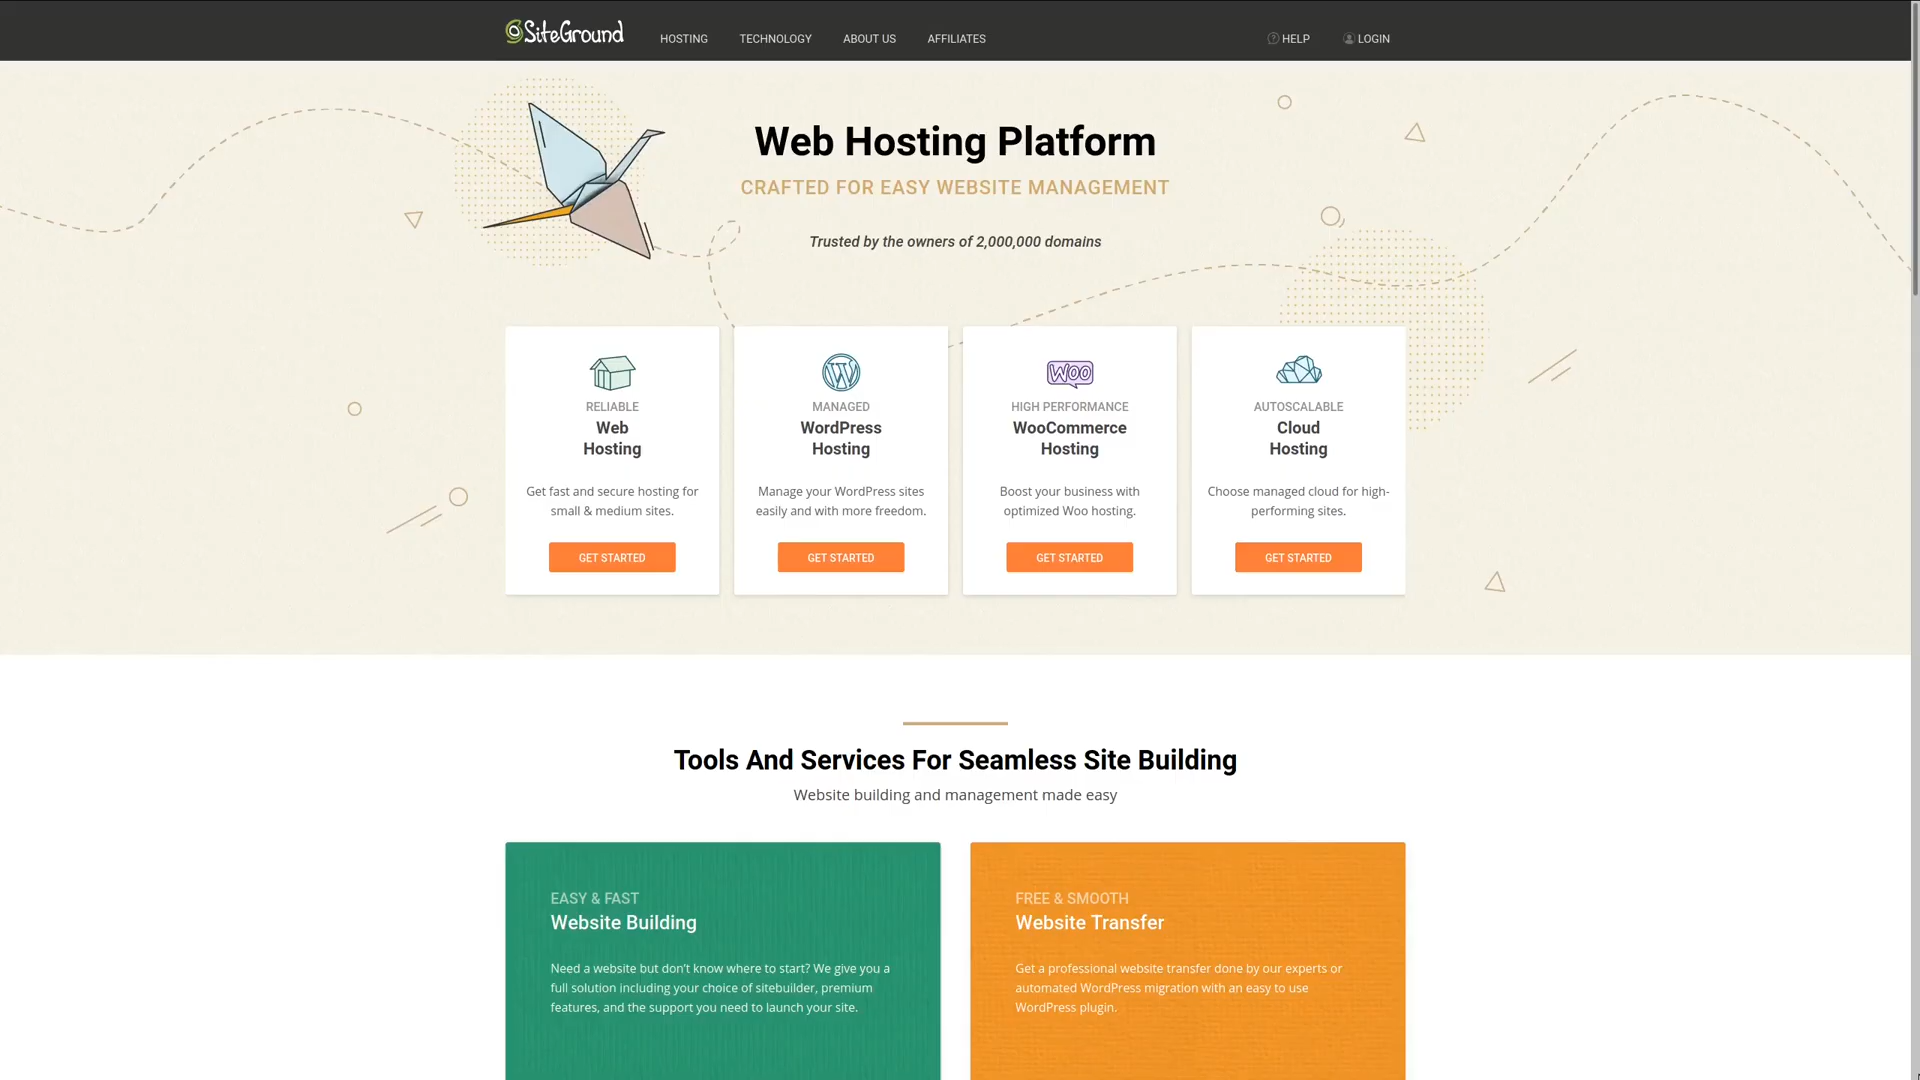 SiteGround
HOSTING
TECHNOLOGY
ABOUT US
AFFILIATES
HELP
LOGIN
Web Hosting Platform
CRAFTED FOR EASY WEBSITE MANAGEMENT
Trusted by the owners of 2,000,000 domains
RELIABLE
Web
Hosting
Get fast and secure hosting for
small & medium sites.
GET STARTED
MANAGED
WordPress
Hosting
Manage your WordPress sites
easily and with more freedom.
GET STARTED
WOO
HIGH PERFORMANCE
WooCommerce
Hosting
Boost your business with
optimized Woo hosting.
GET STARTED
AUTOSCALABLE
Cloud
Hosting
Choose managed cloud for high-
performing sites.
GET STARTED
Tools And Services For Seamless Site Building
Website building and management made easy
EASY & FAST
Website Building
Need a website but don't know where to start? We give you a
full solution including your choice of sitebuilder, premium
features, and the support you need to launch your site.
FREE & SMOOTH
Website Transfer
Get a professional website transfer done by our experts or
automated WordPress migration with an easy to use
WordPress plugin.